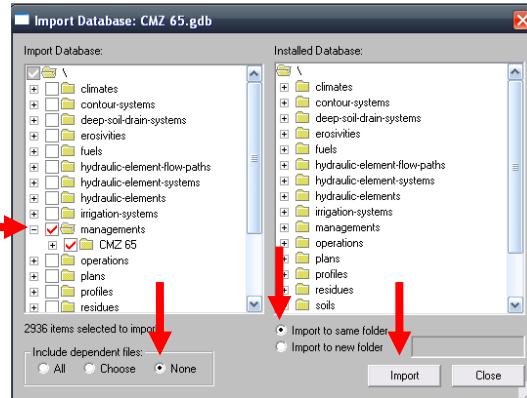 Import Database: CMZ 65.gdb
Import Database:
\
climates
contour-systems
deep-soil-drain-systems
erosivities
fuels
hydraulic-element-flow-paths
hydraulic-element-systems
hydraulic-elements
irrigation-systems
managements
CMZ 65
operations
plans
profiles
residues
2936 items selected to import
Include dependent files:
All
Choose
None
Installed Database:
\
climates
contour-systems
deep-soil-drain-systems
erosivities
fuels
hydraulic-element-flow-paths
hydraulic-element-systems
hydraulic-elements
irrigation-systems
managements
operations
plans
profiles
residues
soils
Import to same folder
Import to new folder
Import
Close